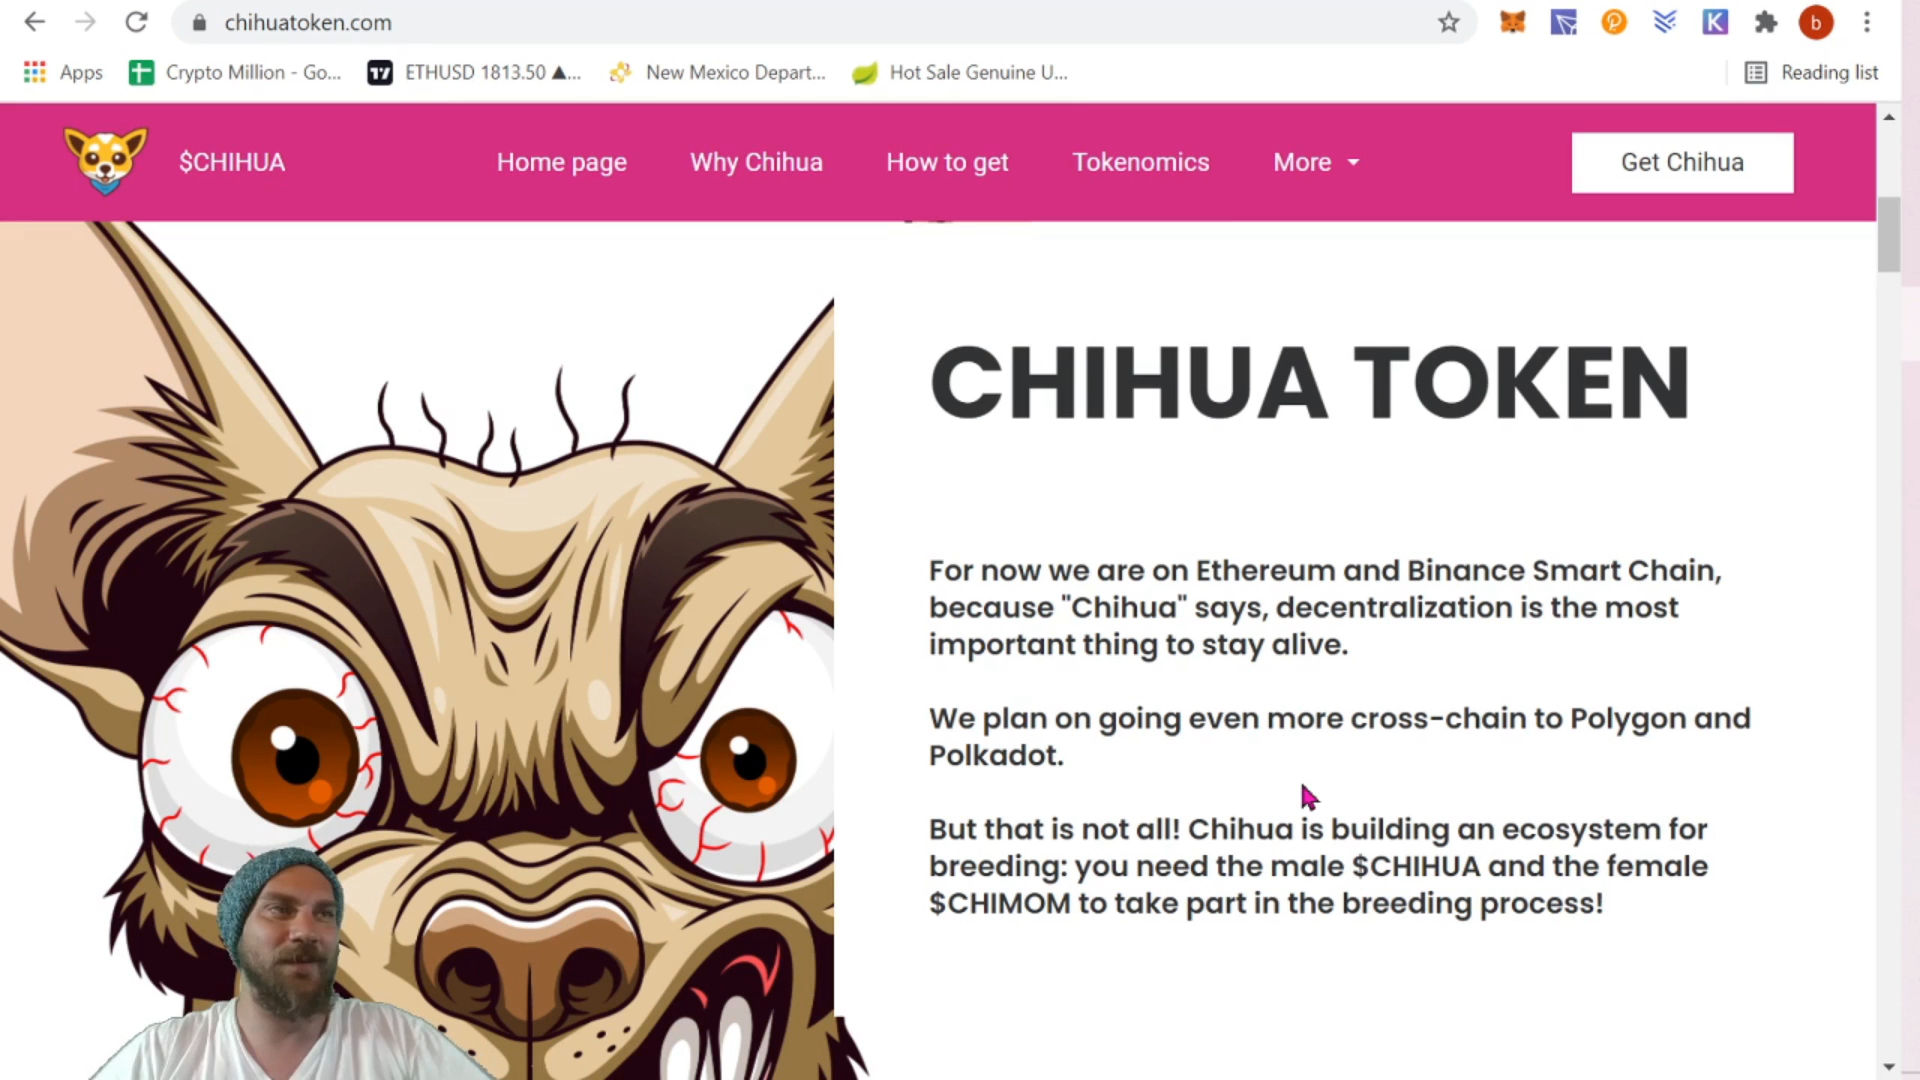 chihuatoken.com
Apps
Crypto Million - Go...
ETHUSD 1813.50 ▲...
New Mexico Depart...
Hot Sale Genuine U...
Reading list
$CHIHUA
Home page
Why Chihua
How to get
Tokenomics
More
Get Chihua
CHIHUA TOKEN
For now we are on Ethereum and Binance Smart Chain,
because "Chihua" says, decentralization is the most
important thing to stay alive.
We plan on going even more cross-chain to Polygon and
Polkadot.
But that is not all! Chihua is building an ecosystem for
breeding: you need the male $CHIHUA and the female
$CHIMOM to take part in the breeding process!